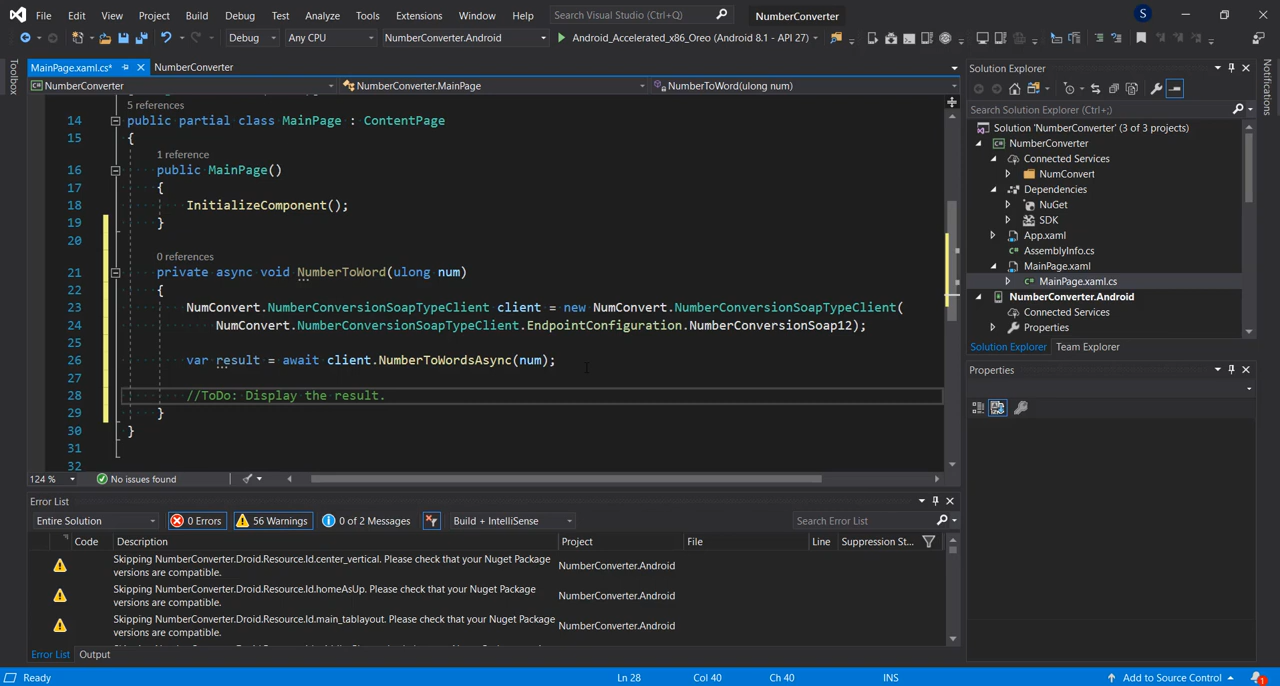 File Edit View Project Build Debug Test Analyze Tools Extensions Window Help Search Visual Studio (Ctrl+Q) NumberConverter S
Debug Any CPU NumberConverter.Android Android_Accelerated_x86_Oreo (Android 8.1 - API 27)
Toolbox
MainPage.xaml.cs* NumberConverter
NumberConverter NumberConverter.MainPage NumberToWord(ulong num)
5 references
14 public partial class MainPage : ContentPage
15 {
1 reference
16 public MainPage()
17 {
18 InitializeComponent();
19 }
20
0 references
21 private async void NumberToWord(ulong num)
22 {
23 NumConvert.NumberConversionSoapTypeClient client = new NumConvert.NumberConversionSoapTypeClient(
24 NumConvert.NumberConversionSoapTypeClient.EndpointConfiguration.NumberConversionSoap12);
25
26 var result = await client.NumberToWordsAsync(num);
27
28 //ToDo: Display the result.
29 }
30 }
31
32
124 % No issues found
Error List
Entire Solution 0 Errors 56 Warnings 0 of 2 Messages Build + IntelliSense Search Error List
Code Description Project File Line Suppression St...
Skipping NumberConverter.Droid.Resource.Id.center_vertical. Please check that your Nuget Package
versions are compatible. NumberConverter.Android
Skipping NumberConverter.Droid.Resource.Id.homeAsUp. Please check that your Nuget Package
versions are compatible. NumberConverter.Android
Skipping NumberConverter.Droid.Resource.Id.main_tablayout. Please check that your Nuget Package
versions are compatible. NumberConverter.Android
Error List Output
Solution Explorer
Search Solution Explorer (Ctrl+;)
Solution 'NumberConverter' (3 of 3 projects)
NumberConverter
Connected Services
NumConvert
Dependencies
NuGet
SDK
App.xaml
AssemblyInfo.cs
MainPage.xaml
MainPage.xaml.cs
NumberConverter.Android
Connected Services
Properties
Solution Explorer Team Explorer
Properties
Notifications
Ready Ln 28 Col 40 Ch 40 INS Add to Source Control 1